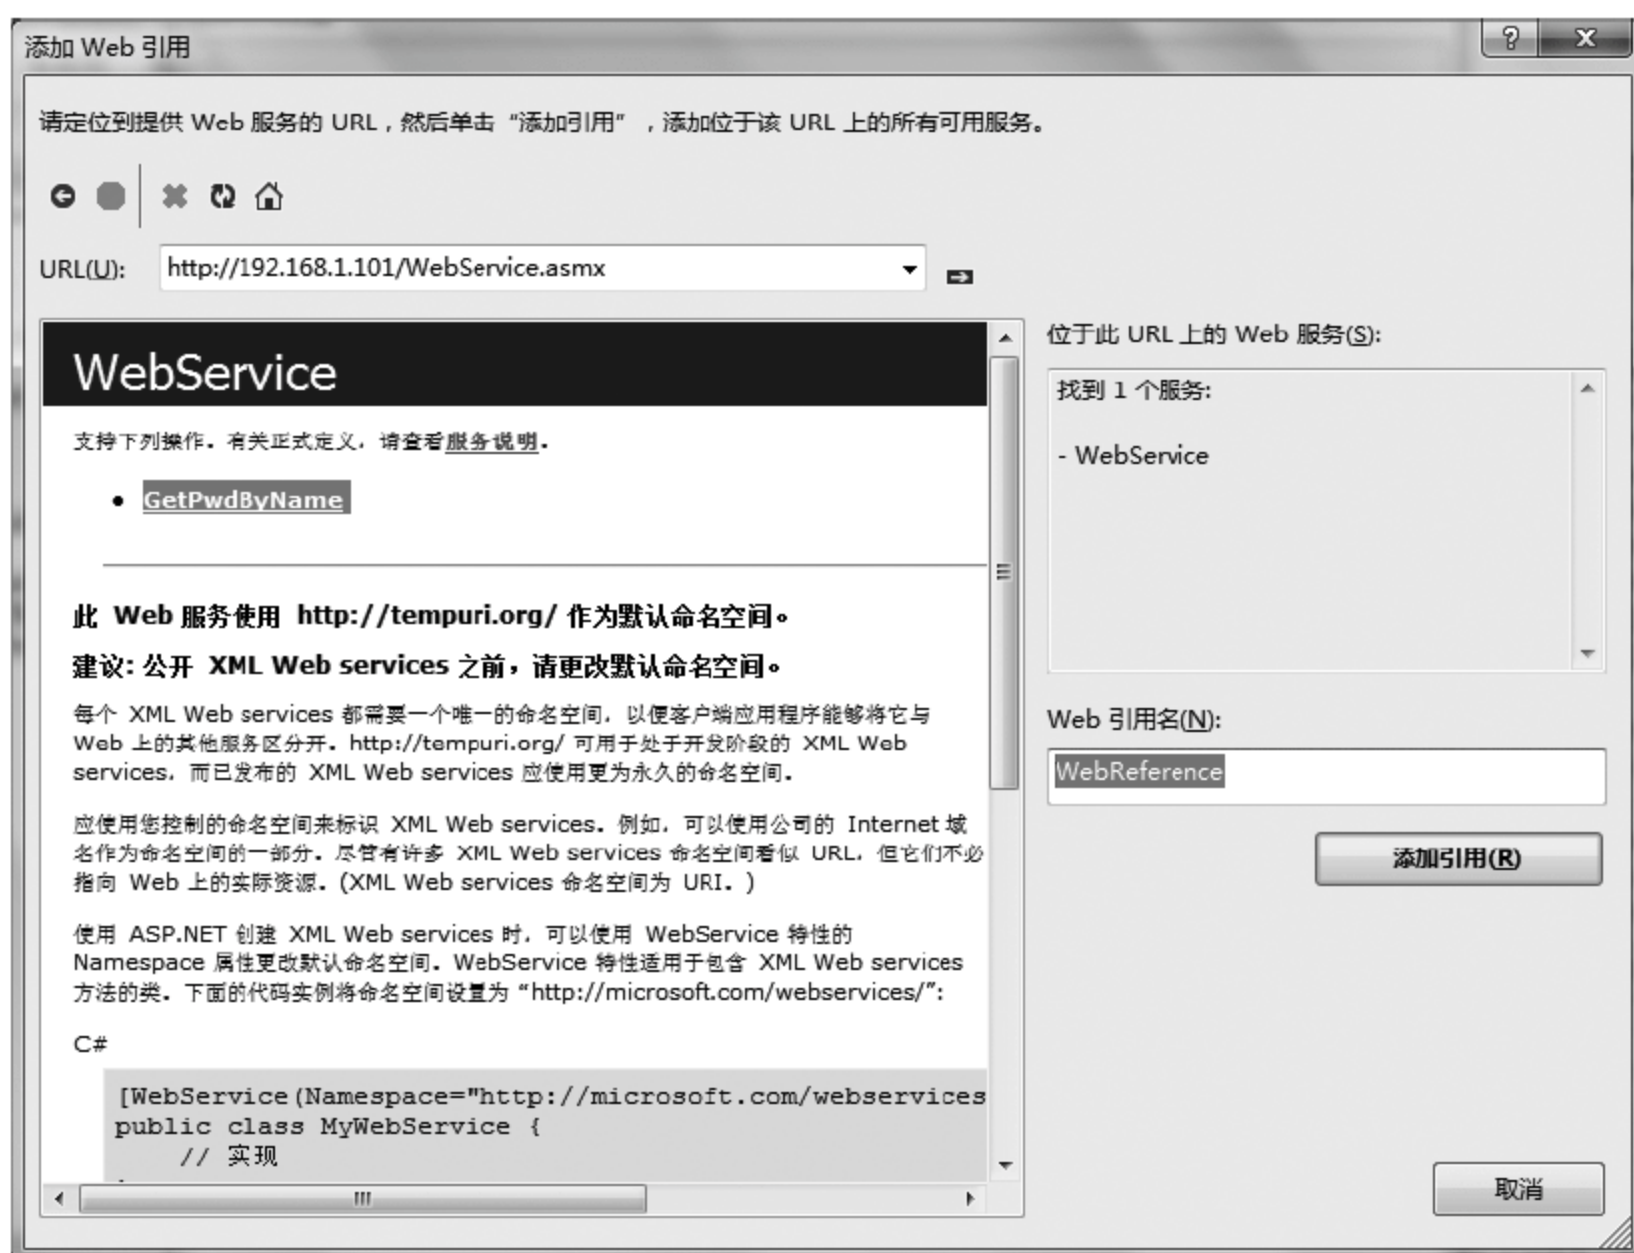 添加 Web 引用
请定位到提供 Web 服务的 URL，然后单击“添加引用”，添加位于该 URL 上的所有可用服务。
URL(U):
http://192.168.1.101/WebService.asmx
WebService
支持下列操作。有关正式定义，请查看服务说明。
• GetPwdByName
此 Web 服务使用 http://tempuri.org/ 作为默认命名空间。
建议: 公开 XML Web services 之前，请更改默认命名空间。
每个 XML Web services 都需要一个唯一的命名空间，以便客户端应用程序能够将它与
Web 上的其他服务区分开。http://tempuri.org/ 可用于处于开发阶段的 XML Web
services，而已发布的 XML Web services 应使用更为永久的命名空间。
应使用您控制的命名空间来标识 XML Web services。例如，可以使用公司的 Internet 域
名作为命名空间的一部分。尽管有许多 XML Web services 命名空间看似 URL，但它们不必
指向 Web 上的实际资源。(XML Web services 命名空间为 URI。)
使用 ASP.NET 创建 XML Web services 时，可以使用 WebService 特性的
Namespace 属性更改默认命名空间。WebService 特性适用于包含 XML Web services
方法的类。下面的代码实例将命名空间设置为 “http://microsoft.com/webservices/”:
C#
[WebService(Namespace="http://microsoft.com/webservices
public class MyWebService {
// 实现
位于此 URL 上的 Web 服务(S):
找到 1 个服务:
- WebService
Web 引用名(N):
WebReference
添加引用(R)
取消